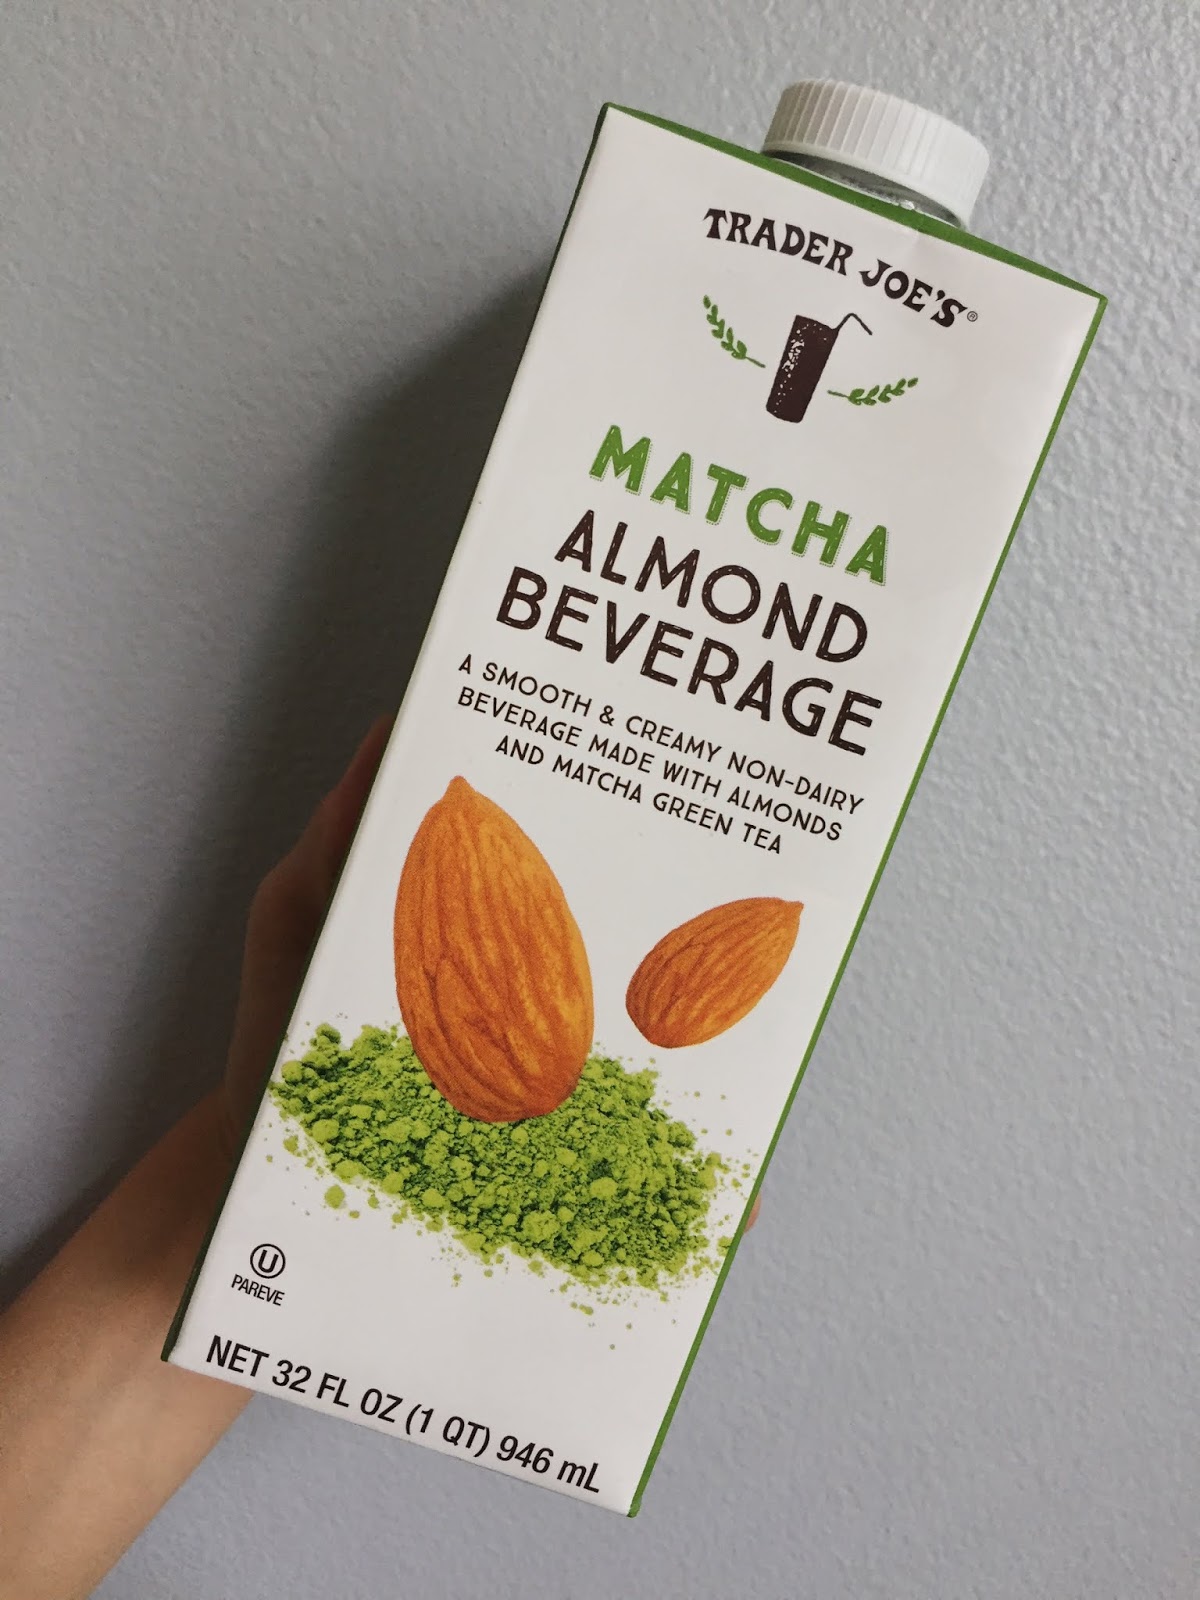 TRADER JOE'S®
MATCHA
ALMOND
BEVERAGE
A SMOOTH & CREAMY NON-DAIRY
BEVERAGE MADE WITH ALMONDS
AND MATCHA GREEN TEA
U
PAREVE
NET 32 FL OZ (1 QT) 946 mL